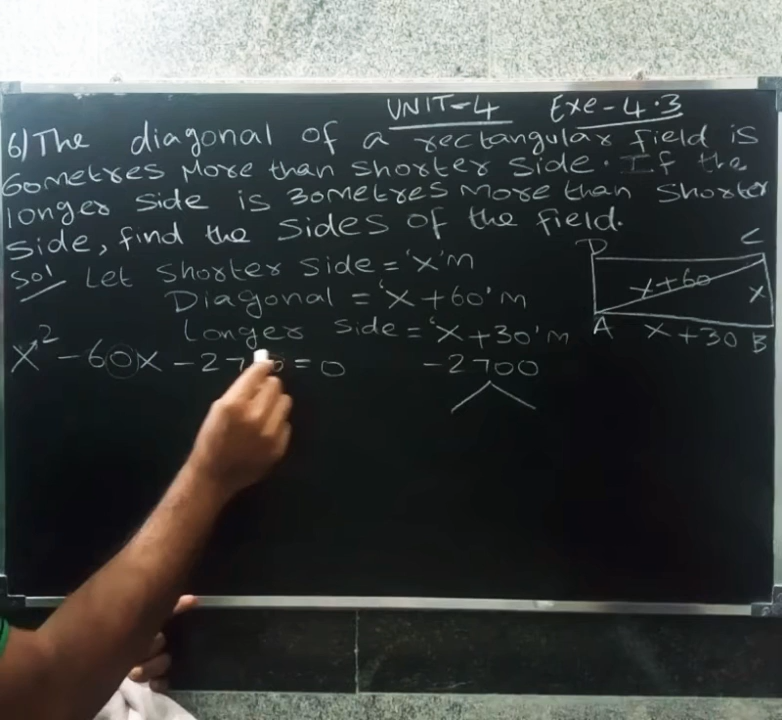 UNIT-4 Exe-4.3
6) The diagonal of a rectangular field is
60metres More than shorter side. If the
longer side is 30metres more than shorter
side, find the sides of the field.
Sol Let Shorter side = 'x'm
Diagonal = 'x+60'm
Longer side = 'x+30'm
x² - 60x - 2700 = 0
-2700
D C
x+60
x
A x+30 B